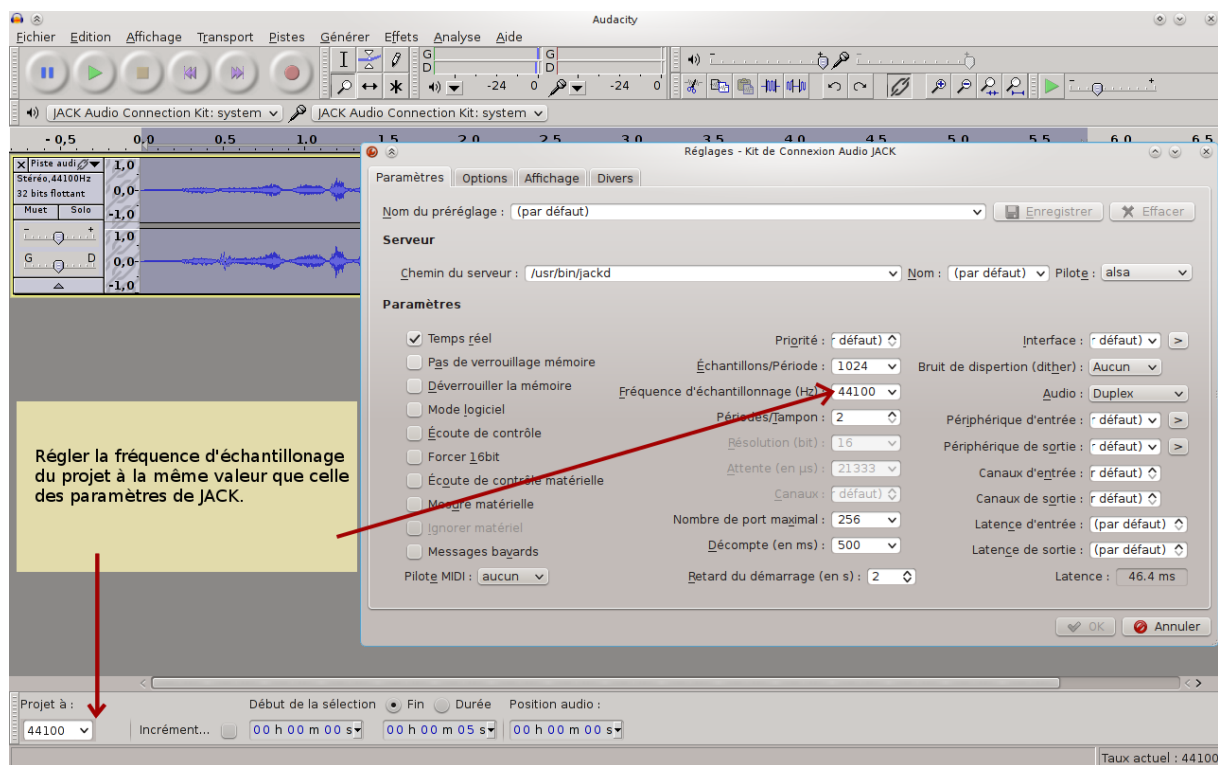 Audacity
Fichier Edition Affichage Transport Pistes Générer Effets Analyse Aide
G G
D D
-24 0 -24 0
JACK Audio Connection Kit: system JACK Audio Connection Kit: system
- 0,5 0,0 0,5 1,0 1,5 2,0 2,5 3,0 3,5 4,0 4,5 5,0 5,5 6,0 6,5
Piste audi
Stéréo,44100Hz
32 bits flottant
Muet Solo
- +
G D
1,0
0,0
-1,0
1,0
0,0
-1,0
Réglages - Kit de Connexion Audio JACK
Paramètres Options Affichage Divers
Nom du préréglage : (par défaut) Enregistrer Effacer
Serveur
Chemin du serveur : /usr/bin/jackd Nom : (par défaut) Pilote : alsa
Paramètres
Temps réel Priorité : r défaut) Interface : r défaut) >
Pas de verrouillage mémoire Échantillons/Période : 1024 Bruit de dispertion (dither) : Aucun
Déverrouiller la mémoire Fréquence d'échantillonnage (Hz) : 44100 Audio : Duplex
Mode logiciel Périodes/Tampon : 2 Périphérique d'entrée : r défaut) >
Écoute de contrôle Résolution (bit) : 16 Périphérique de sortie : r défaut) >
Forcer 16bit Attente (en µs) : 21333 Canaux d'entrée : r défaut)
Écoute de contrôle matérielle Canaux : r défaut) Canaux de sortie : r défaut)
Mesure matérielle Nombre de port maximal : 256 Latence d'entrée : (par défaut)
Ignorer matériel Décompte (en ms) : 500 Latence de sortie : (par défaut)
Messages bavards
Pilote MIDI : aucun Retard du démarrage (en s) : 2 Latence : 46.4 ms
OK Annuler
Régler la fréquence d'échantillonage
du projet à la même valeur que celle
des paramètres de JACK.
Projet à : Début de la sélection Fin Durée Position audio :
44100 Incrément... 00 h 00 m 00 s 00 h 00 m 05 s 00 h 00 m 00 s
Taux actuel : 44100